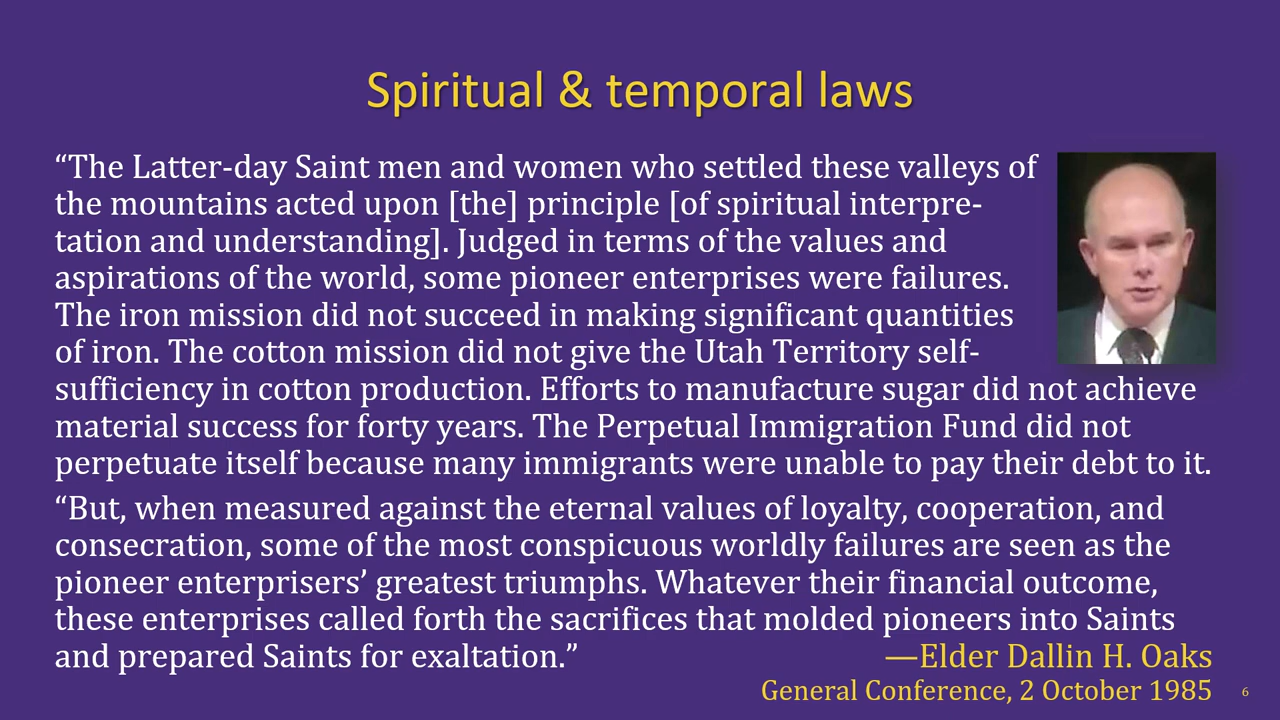 Spiritual & temporal laws
“The Latter-day Saint men and women who settled these valleys of
the mountains acted upon [the] principle [of spiritual interpre-
tation and understanding]. Judged in terms of the values and
aspirations of the world, some pioneer enterprises were failures.
The iron mission did not succeed in making significant quantities
of iron. The cotton mission did not give the Utah Territory self-
sufficiency in cotton production. Efforts to manufacture sugar did not achieve
material success for forty years. The Perpetual Immigration Fund did not
perpetuate itself because many immigrants were unable to pay their debt to it.
“But, when measured against the eternal values of loyalty, cooperation, and
consecration, some of the most conspicuous worldly failures are seen as the
pioneer enterprisers’ greatest triumphs. Whatever their financial outcome,
these enterprises called forth the sacrifices that molded pioneers into Saints
and prepared Saints for exaltation.” —Elder Dallin H. Oaks
General Conference, 2 October 1985 6